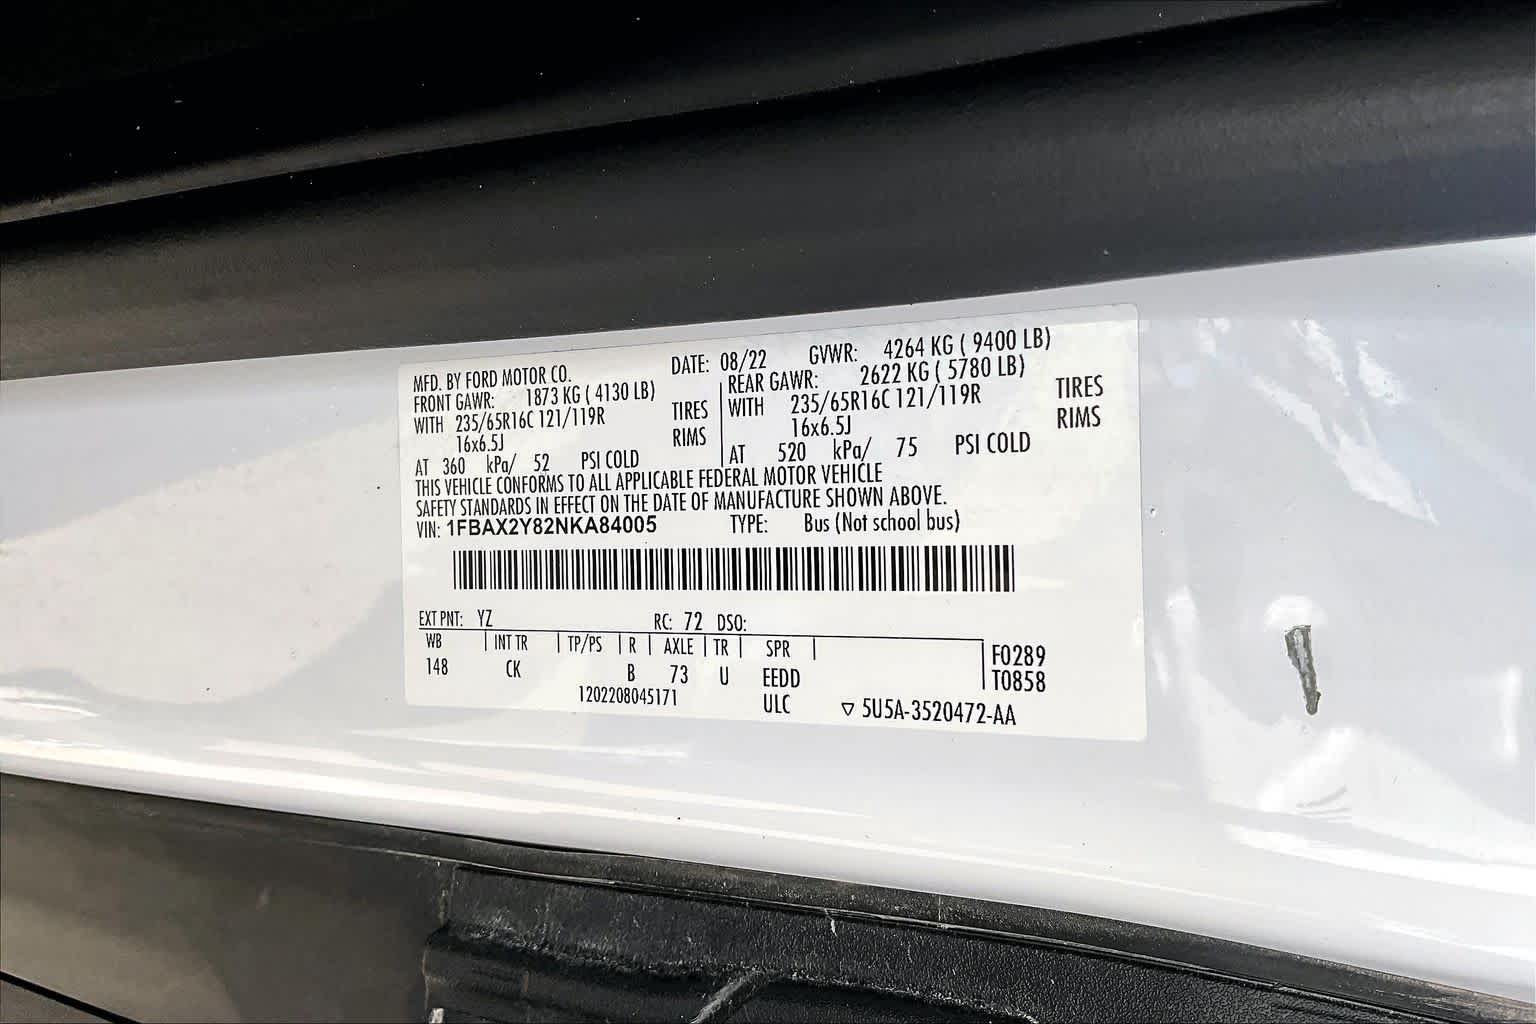 MFD. BY FORD MOTOR CO. DATE: 08/22 GVWR: 4264 KG ( 9400 LB)
FRONT GAWR: 1873 KG ( 4130 LB) REAR GAWR: 2622 KG ( 5780 LB)
WITH 235/65R16C 121/119R TIRES WITH 235/65R16C 121/119R TIRES
16x6.5J RIMS 16x6.5J RIMS
AT 360 kPa/ 52 PSI COLD AT 520 kPa/ 75 PSI COLD
THIS VEHICLE CONFORMS TO ALL APPLICABLE FEDERAL MOTOR VEHICLE
SAFETY STANDARDS IN EFFECT ON THE DATE OF MANUFACTURE SHOWN ABOVE.
VIN: 1FBAX2Y82NKA84005 TYPE: Bus (Not school bus)
EXT PNT: YZ RC: 72 DSO:
WB INT TR TP/PS R AXLE TR SPR F0289
148 CK B 73 U EEDD T0858
1202208045171 ULC ▽ 5U5A-3520472-AA